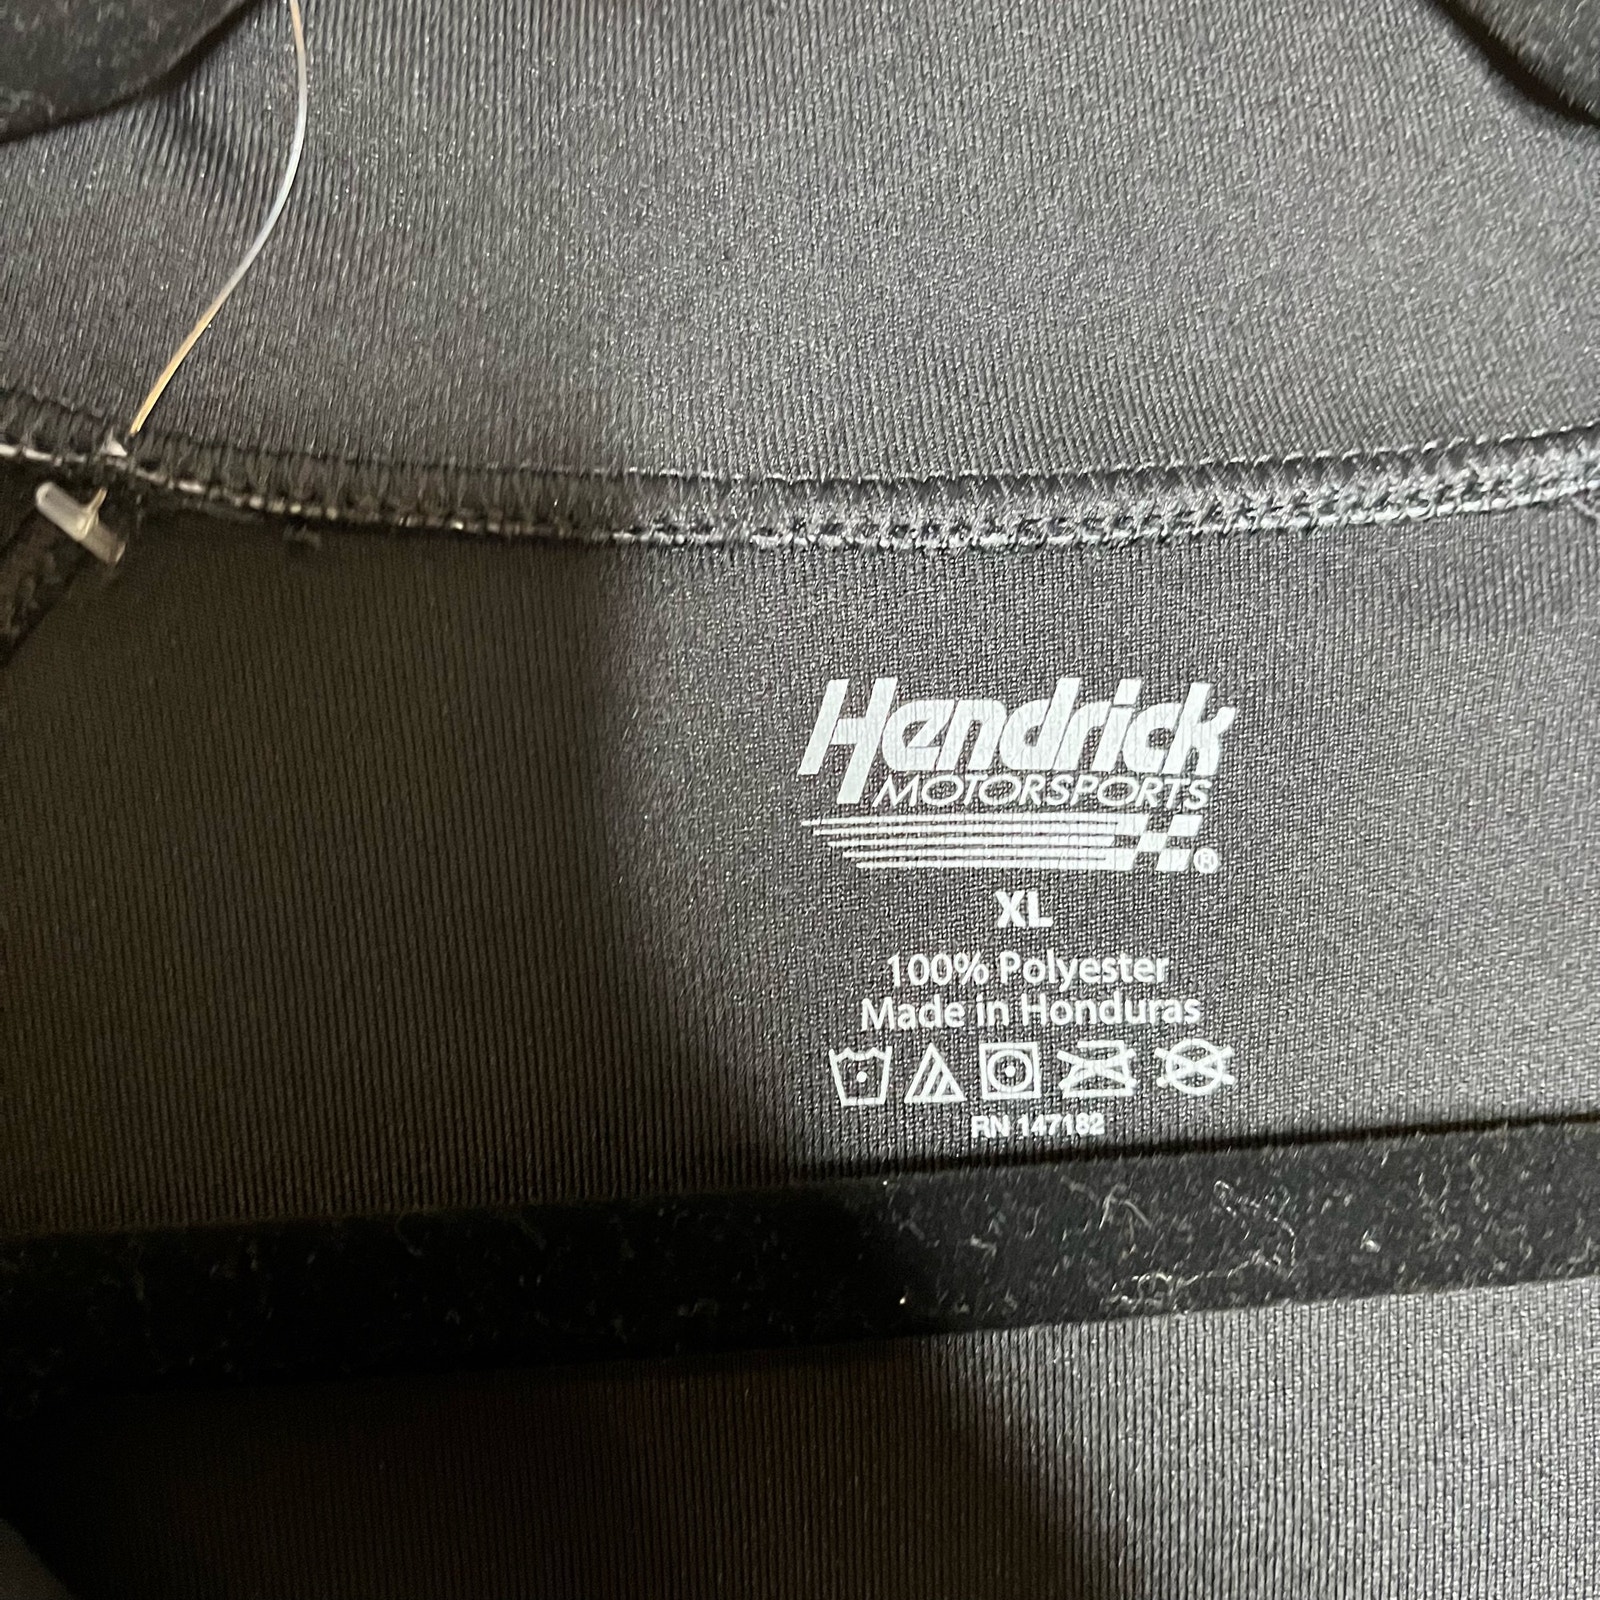 Hendrick
MOTORSPORTS
®
XL
100% Polyester
Made in Honduras
RN 147182